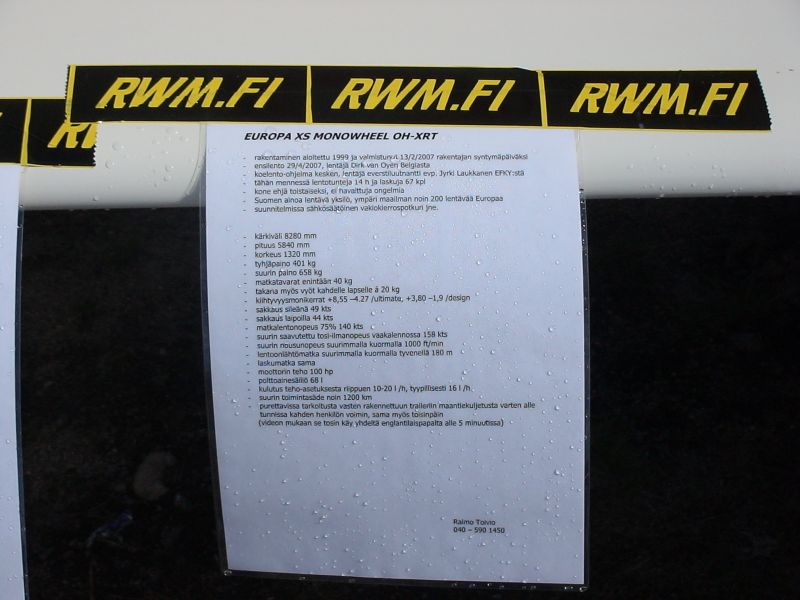 RWM.FI RWM.FI RWM.FI
RW
EUROPA XS MONOWHEEL OH-XRT
- rakentaminen aloitettu 1999 ja valmistunut 13/2/2007 rakentajan syntymäpäiväksi
- ensilento 29/4/2007, lentäjä Dirk van Oyen Belgiasta
- koelento-ohjelma kesken, lentäjä everstiluutnantti evp. Jyrki Laukkanen EFKY:stä
- tähän mennessä lentotunteja 14 h ja laskuja 67 kpl
- kone ehjä toistaiseksi, ei havaittuja ongelmia
- Suomen ainoa lentävä yksilö, ympäri maailman noin 200 lentävää Europaa
- suunnitelmissa sähkösäätöinen vakiokierrospotkuri jne.
- kärkiväli 8280 mm
- pituus 5840 mm
- korkeus 1320 mm
- tyhjäpaino 401 kg
- suurin paino 658 kg
- matkatavarat enintään 40 kg
- takana myös vyöt kahdelle lapselle á 20 kg
- kiihtyvyysmonikerrat +8,55 –4.27 /ultimate, +3,80 –1,9 /design
- sakkaus sileänä 49 kts
- sakkaus laipoilla 44 kts
- matkalentonopeus 75% 140 kts
- suurin saavutettu tosi-ilmanopeus vaakalennossa 158 kts
- suurin nousunopeus suurimmalla kuormalla 1000 ft/min
- lentoonlähtömatka suurimmalla kuormalla tyvenellä 180 m
- laskumatka sama
- moottorin teho 100 hp
- polttoainesäiliö 68 l
- kulutus teho-asetuksesta riippuen 10-20 l /h, tyypillisesti 16 l /h
- suurin toimintasäde noin 1200 km
- purettavissa tarkoitusta vasten rakennettuun traileriin maantiekuljetusta varten alle
tunnissa kahden henkilön voimin, sama myös toisinpäin
(videon mukaan se tosin käy yhdeltä englantilaispapalta alle 5 minuutissa)
Raimo Toivio
040 – 590 1450